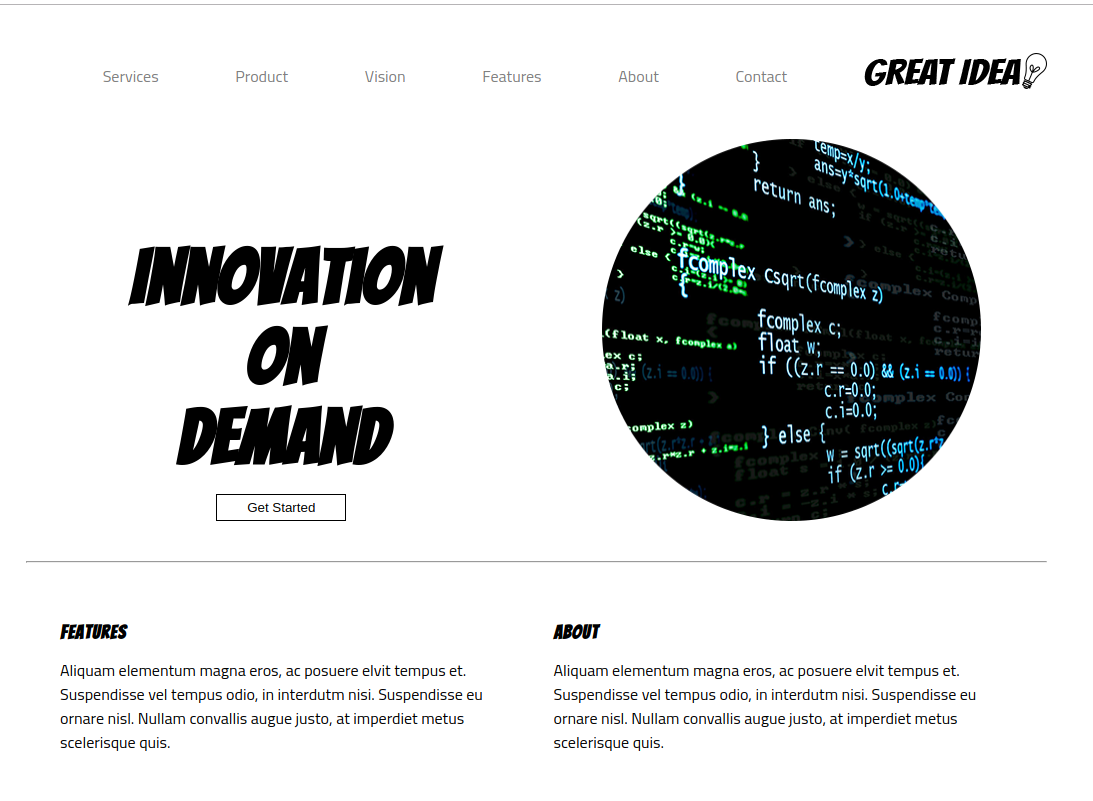 Services Product Vision Features About Contact GREAT IDEA
INNOVATION
ON
DEMAND
Get Started
temp=x/y;
}
ans=y*sqrt(1.0+temp*te
return ans;
}
else <
fcomplex Csqrt(fcomplex z)
{
(float x, fcomplex a)
fcomplex c;
float w;
if ((z.r == 0.0) && (z.i == 0.0)) {
c.r=0.0;
c.i=0.0;
omplex z)
} else {
w = sqrt((sqrt(z.r*z
if (z.r >= 0.0){
FEATURES
Aliquam elementum magna eros, ac posuere elvit tempus et.
Suspendisse vel tempus odio, in interdutm nisi. Suspendisse eu
ornare nisl. Nullam convallis augue justo, at imperdiet metus
scelerisque quis.
ABOUT
Aliquam elementum magna eros, ac posuere elvit tempus et.
Suspendisse vel tempus odio, in interdutm nisi. Suspendisse eu
ornare nisl. Nullam convallis augue justo, at imperdiet metus
scelerisque quis.